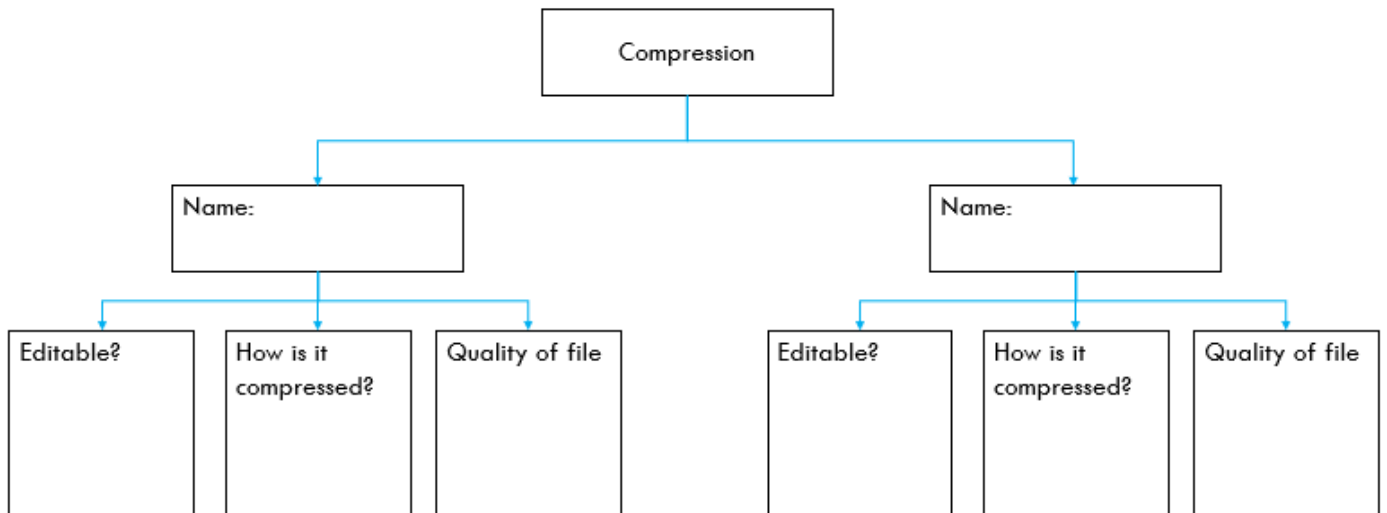 Compression
Name:
Name:
Editable?
How is it
compressed?
Quality of file
Editable?
How is it
compressed?
Quality of file